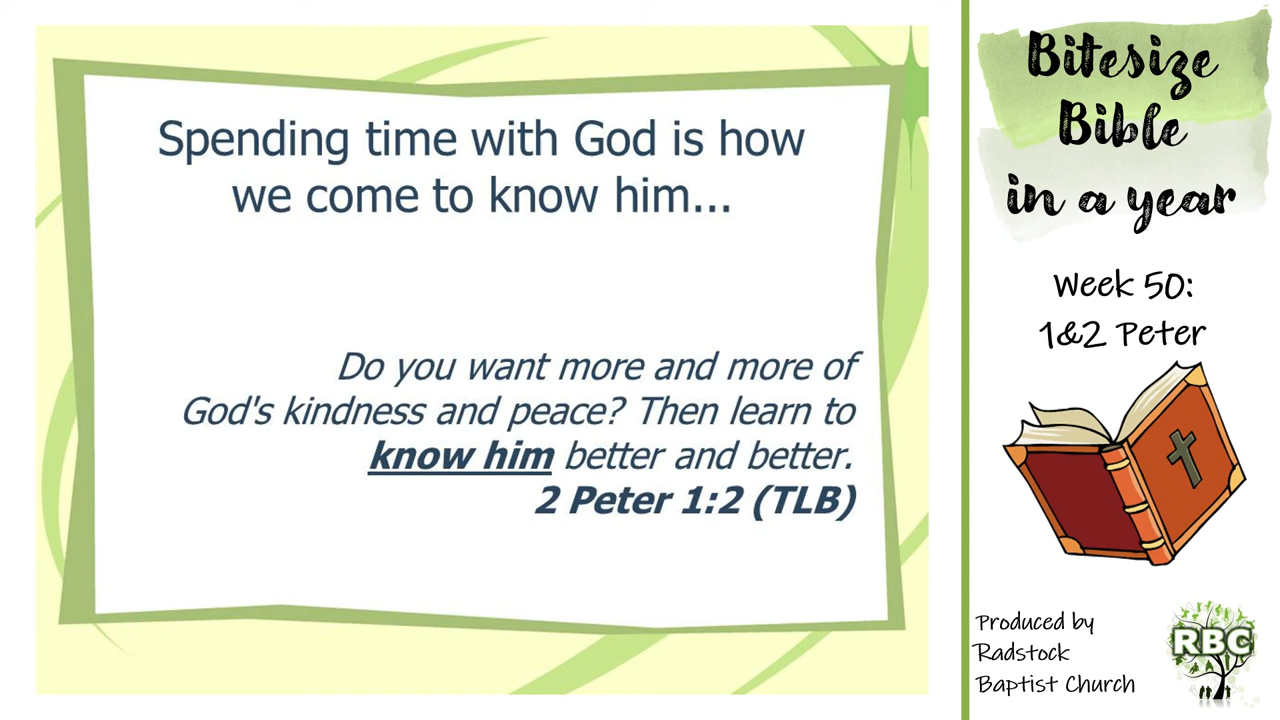 Spending time with God is how
we come to know him...
Do you want more and more of
God's kindness and peace? Then learn to
know him better and better.
2 Peter 1:2 (TLB)
Bitesize
Bible
in a year
Week 50:
1&2 Peter
Produced by
Radstock
Baptist Church
RBC